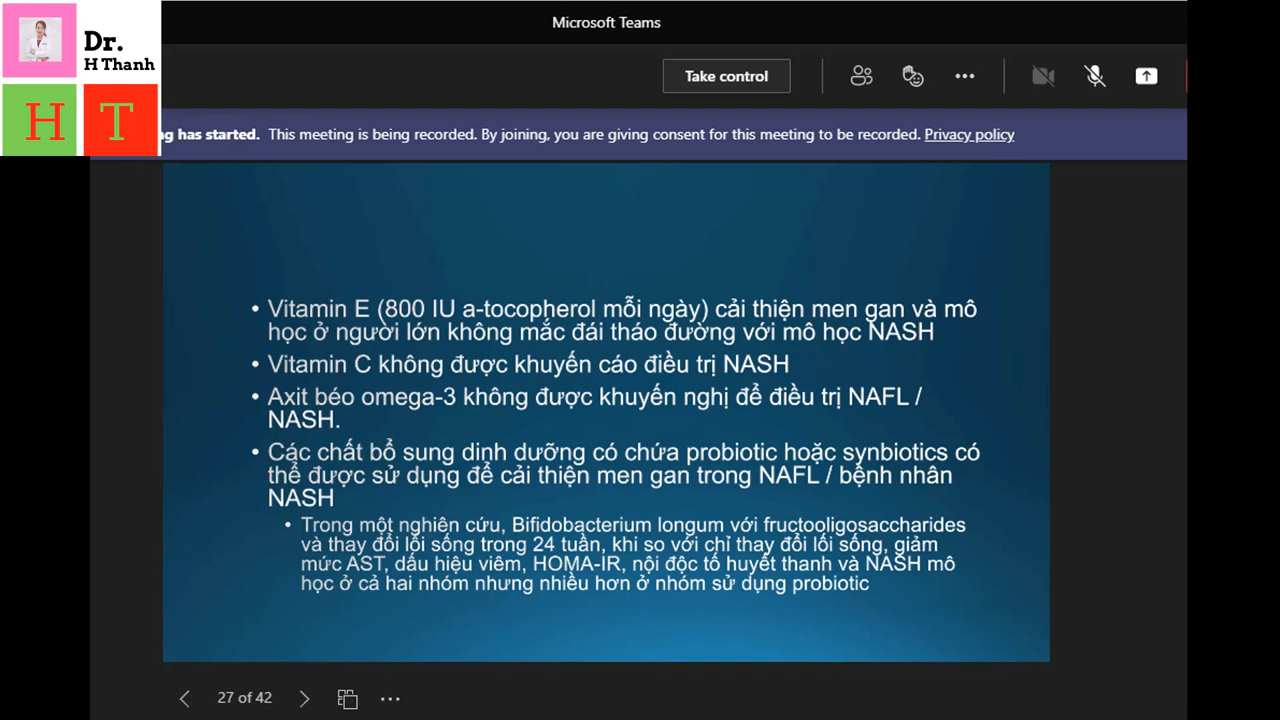 Microsoft Teams
Dr.
H Thanh
H T
Take control
ng has started. This meeting is being recorded. By joining, you are giving consent for this meeting to be recorded. Privacy policy
• Vitamin E (800 IU a-tocopherol mỗi ngày) cải thiện men gan và mô
học ở người lớn không mắc đái tháo đường với mô học NASH
• Vitamin C không được khuyến cáo điều trị NASH
• Axit béo omega-3 không được khuyến nghị để điều trị NAFL /
NASH.
• Các chất bổ sung dinh dưỡng có chứa probiotic hoặc synbiotics có
thể được sử dụng để cải thiện men gan trong NAFL / bệnh nhân
NASH
• Trong một nghiên cứu, Bifidobacterium longum với fructooligosaccharides
và thay đổi lối sống trong 24 tuần, khi so với chỉ thay đổi lối sống, giảm
mức AST, dấu hiệu viêm, HOMA-IR, nội độc tố huyết thanh và NASH mô
học ở cả hai nhóm nhưng nhiều hơn ở nhóm sử dụng probiotic
27 of 42